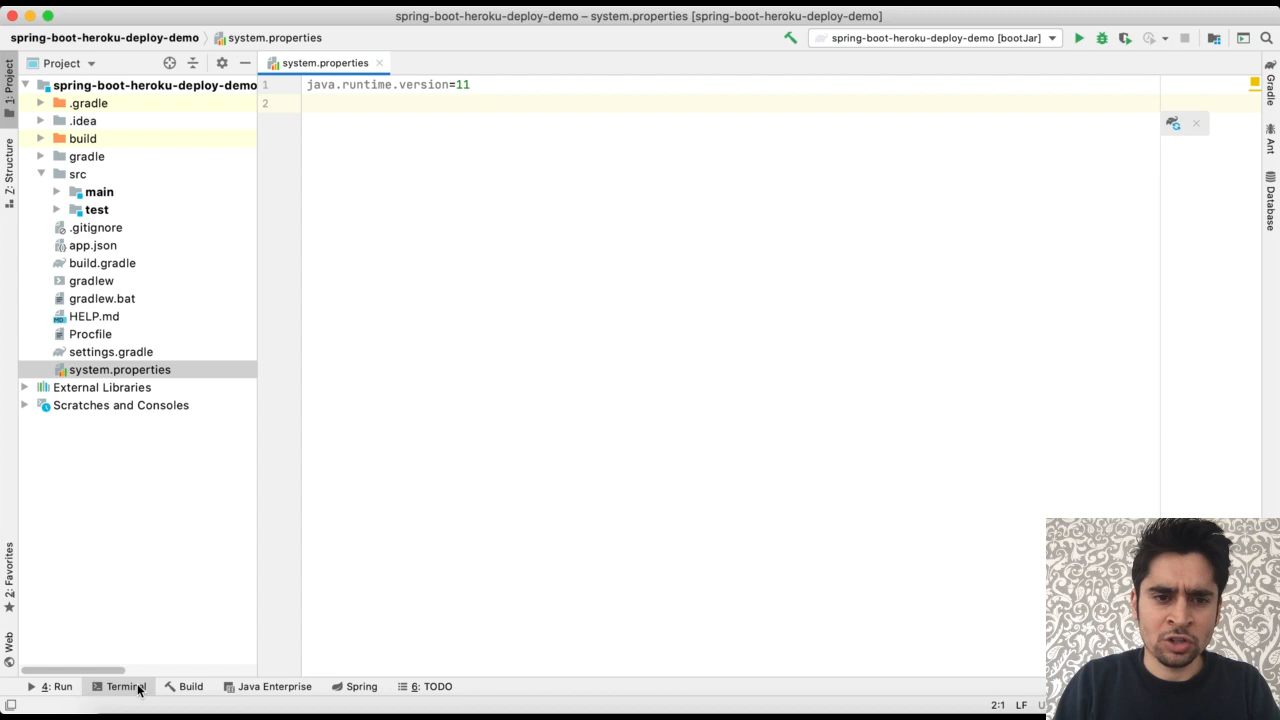 spring-boot-heroku-deploy-demo – system.properties [spring-boot-heroku-deploy-demo]
spring-boot-heroku-deploy-demo
system.properties
spring-boot-heroku-deploy-demo [bootJar]
1: Project
Z: Structure
2: Favorites
Web
Project
spring-boot-heroku-deploy-demo
.gradle
.idea
build
gradle
src
main
test
.gitignore
app.json
build.gradle
gradlew
gradlew.bat
HELP.md
Procfile
settings.gradle
system.properties
External Libraries
Scratches and Consoles
system.properties
1
java.runtime.version=11
2
Gradle
Ant
Database
4: Run
Terminal
Build
Java Enterprise
Spring
6: TODO
2:1
LF